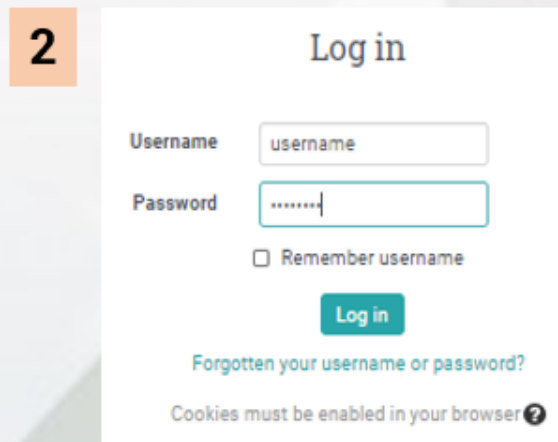 2
Log in
Username username
Password ········
Remember username
Log in
Forgotten your username or password?
Cookies must be enabled in your browser ?